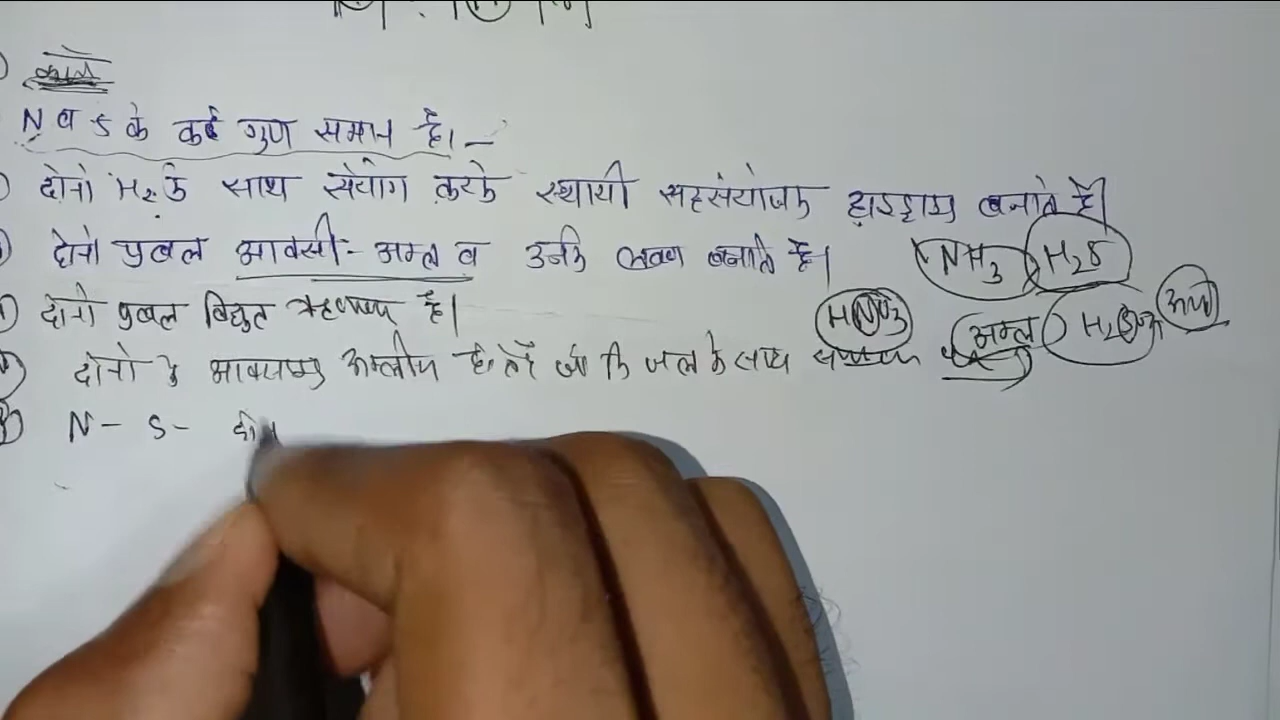 N व S के कई गुण समान है। –
दोनो H₂ के साथ संयोग करके स्थायी सहसंयोजक हाइड्राइड बनाते है।
दोनो प्रबल आक्सी - अम्ल व उनके लवण बनाते है। NH₃ H₂S
दोनो प्रबल विद्युत ऋणात्मक है। HNO₃ अम्ल H₂SO₄ अम्ल
दोनो के आक्साइड अम्लीय होते है जो कि जल के साथ
N – S – दोन